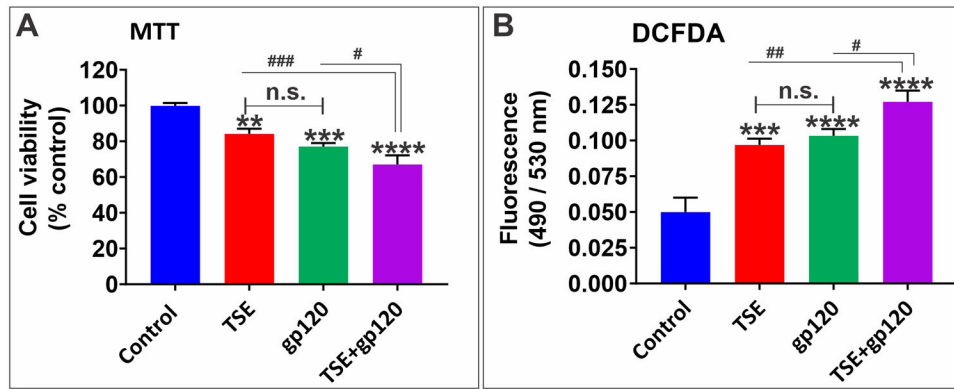 A
MTT
Cell viability
(% control)
120
100
80
60
40
20
0
###
#
n.s.
**
***
****
Control
TSE
gp120
TSE+gp120
B
DCFDA
Fluorescence
(490 / 530 nm)
0.150
0.125
0.100
0.075
0.050
0.025
0.000
##
#
n.s.
***
****
****
Control
TSE
gp120
TSE+gp120